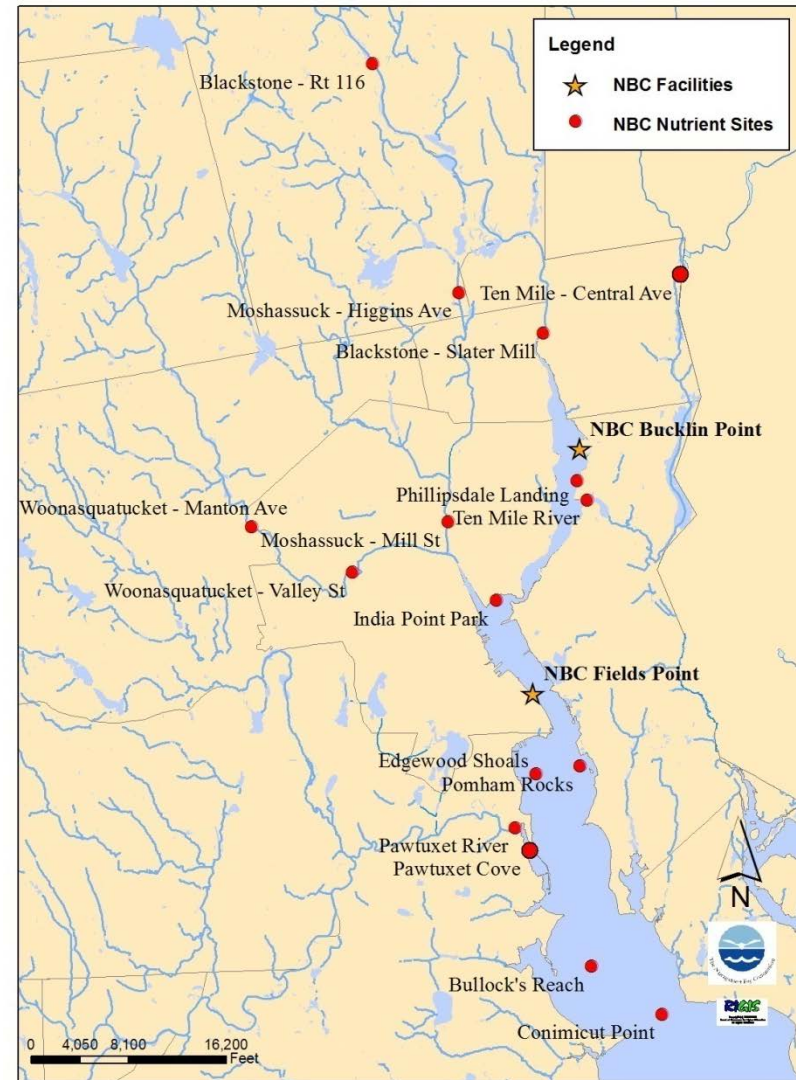 Legend
NBC Facilities
NBC Nutrient Sites
Blackstone - Rt 116
Moshassuck - Higgins Ave
Ten Mile - Central Ave
Blackstone - Slater Mill
NBC Bucklin Point
Phillipsdale Landing
Ten Mile River
Woonasquatucket - Manton Ave
Moshassuck - Mill St
Woonasquatucket - Valley St
India Point Park
NBC Fields Point
Edgewood Shoals
Pomham Rocks
Pawtuxet River
Pawtuxet Cove
N
Bullock's Reach
Conimicut Point
RIGIS
0 4,050 8,100 16,200
Feet